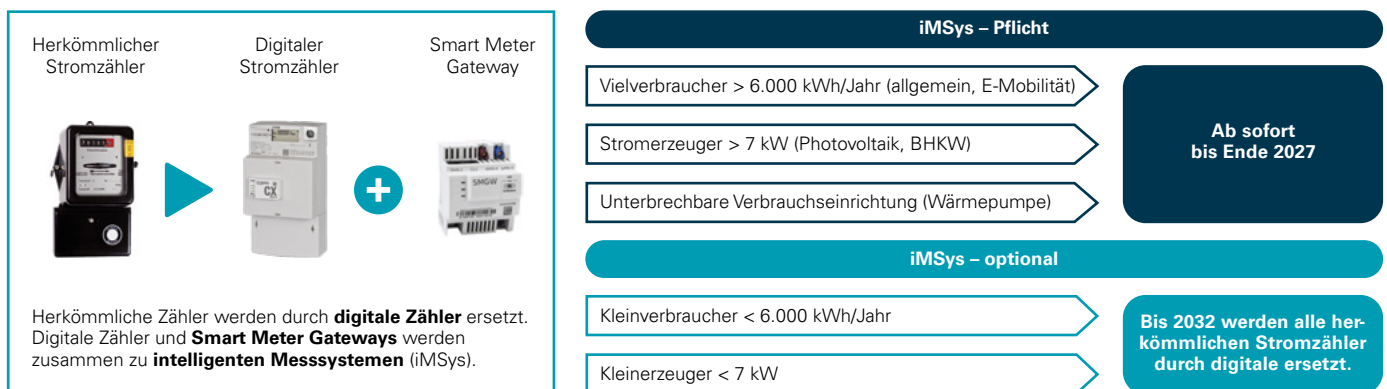 Herkömmlicher
Stromzähler
Digitaler
Stromzähler
Smart Meter
Gateway
CX
SMGW
Herkömmliche Zähler werden durch digitale Zähler ersetzt.
Digitale Zähler und Smart Meter Gateways werden
zusammen zu intelligenten Messsystemen (iMSys).
iMSys – Pflicht
Vielverbraucher > 6.000 kWh/Jahr (allgemein, E-Mobilität)
Stromerzeuger > 7 kW (Photovoltaik, BHKW)
Unterbrechbare Verbrauchseinrichtung (Wärmepumpe)
Ab sofort
bis Ende 2027
iMSys – optional
Kleinverbraucher < 6.000 kWh/Jahr
Kleinerzeuger < 7 kW
Bis 2032 werden alle her-
kömmlichen Stromzähler
durch digitale ersetzt.